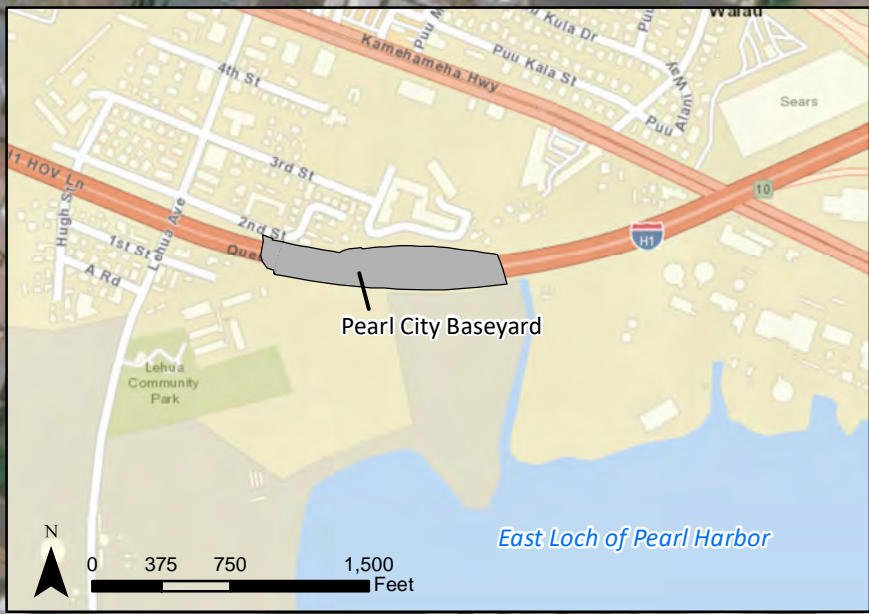 Waiau
Kula Dr
Puu
Puu
Kamehameha Hwy
Puu Kala St
Puu
Alani
Way
Sears
4th St
3rd St
H1 HOV Ln
10
2nd St
H1
Hugh St
Lehua Ave
1st St
A Rd
Pearl City Baseyard
Lehua
Community
Park
East Loch of Pearl Harbor
N
0 375 750 1,500
Feet